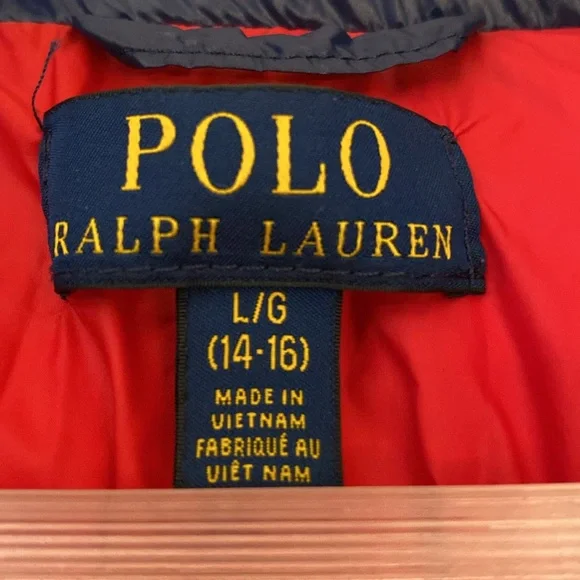 POLO
RALPH LAUREN
L/G
(14-16)
MADE IN
VIETNAM
FABRIQUÉ AU
VIÊT NAM